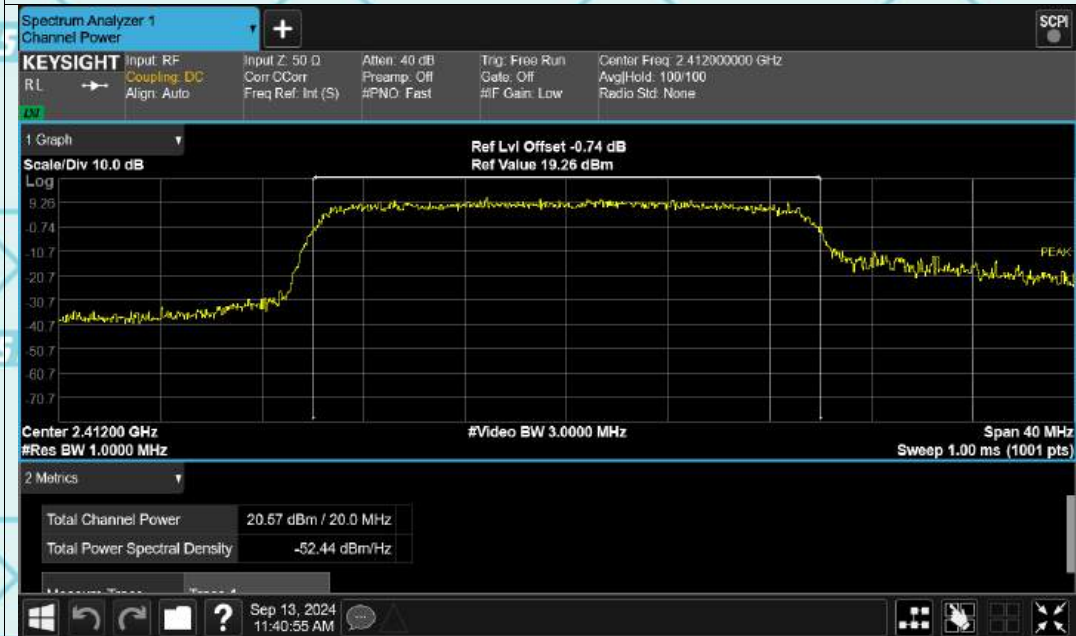 Spectrum Analyzer 1
Channel Power
+
SCPI
KEYSIGHT
RL
LXI
Input: RF
Coupling: DC
Align: Auto
Input Z: 50 Ω
Corr CCorr
Freq Ref: Int (S)
Atten: 40 dB
Preamp: Off
#PNO: Fast
Trig: Free Run
Gate: Off
#IF Gain: Low
Center Freq: 2.412000000 GHz
Avg|Hold: 100/100
Radio Std: None
1 Graph
Scale/Div 10.0 dB
Ref Lvl Offset -0.74 dB
Ref Value 19.26 dBm
Log
9.26
-0.74
-10.7
PEAK
-20.7
-30.7
-40.7
-50.7
-60.7
-70.7
Center 2.41200 GHz
#Video BW 3.0000 MHz
Span 40 MHz
#Res BW 1.0000 MHz
Sweep 1.00 ms (1001 pts)
2 Metrics
Total Channel Power 20.57 dBm / 20.0 MHz
Total Power Spectral Density -52.44 dBm/Hz
?
Sep 13, 2024
11:40:55 AM